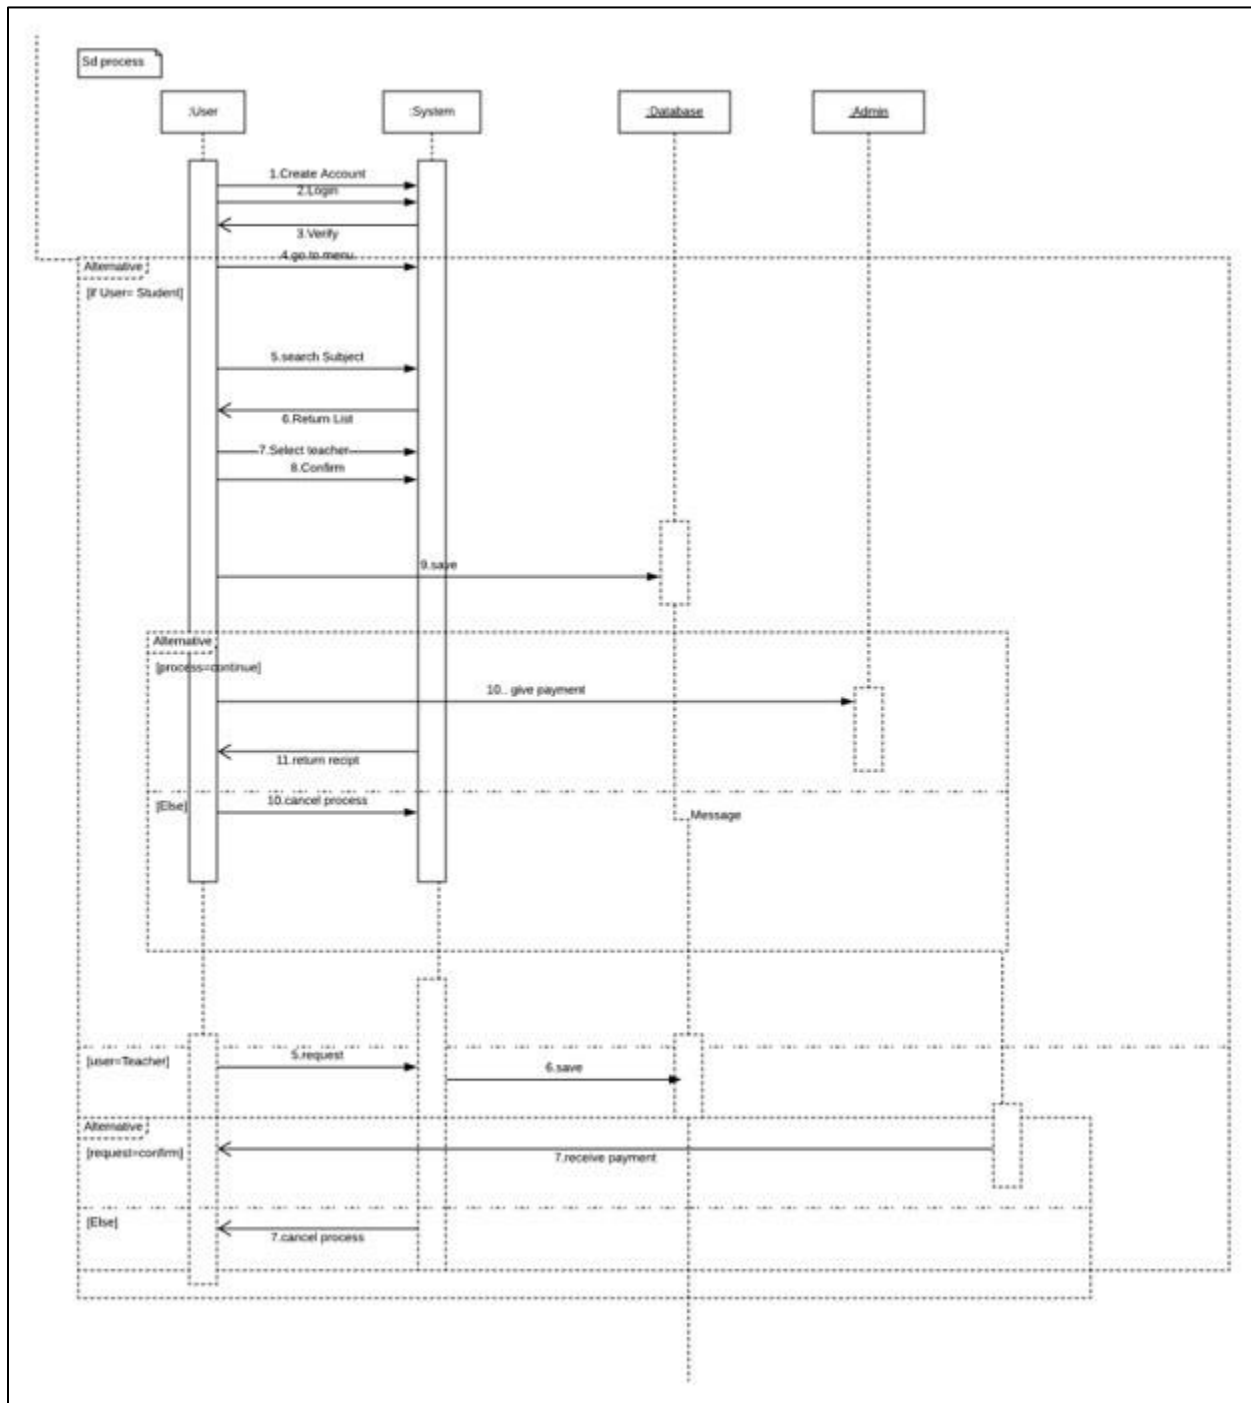 Sd process
:User
:System
:Database
:Admin
1.Create Account
2.Login
3.Verify
4.go to menu
Alternative
[if User= Student]
5.search Subject
6.Return List
7.Select teacher
8.Confirm
9.save
Alternative
[process=continue]
10.. give payment
11.return recipt
[Else]
10.cancel process
Message
[user=Teacher]
5.request
6.save
Alternative
[request=confirm]
7.receive payment
[Else]
7.cancel process